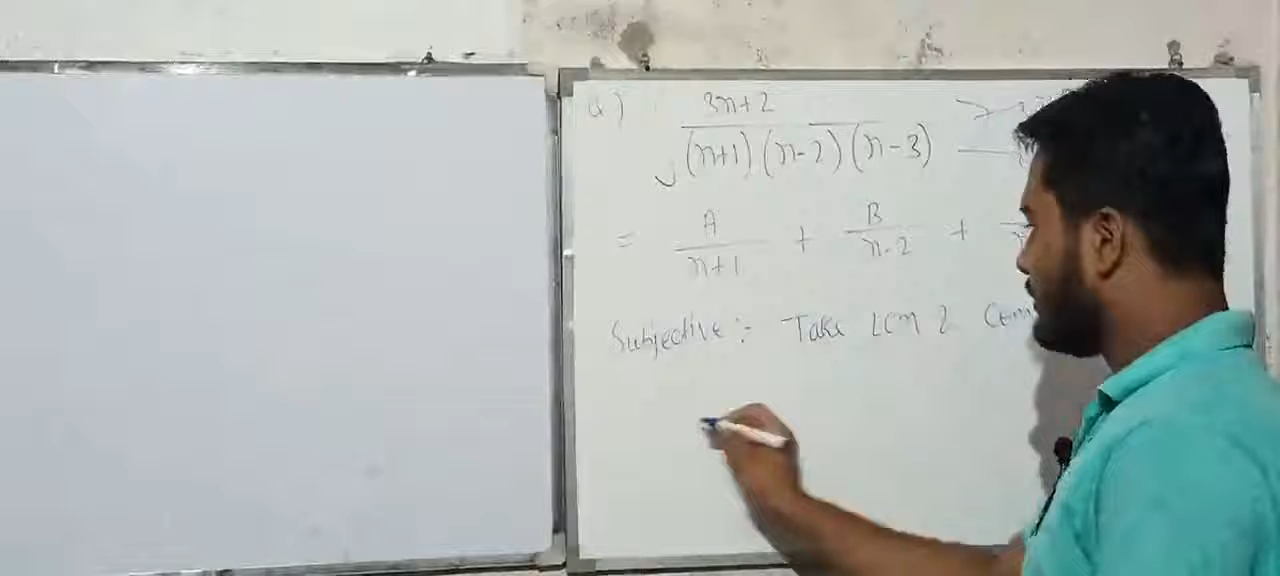 a) 3x+2
(x+1) (x-2) (x-3)
= A/x+1 + B/x-2 +
Subjective :- Take LCM &